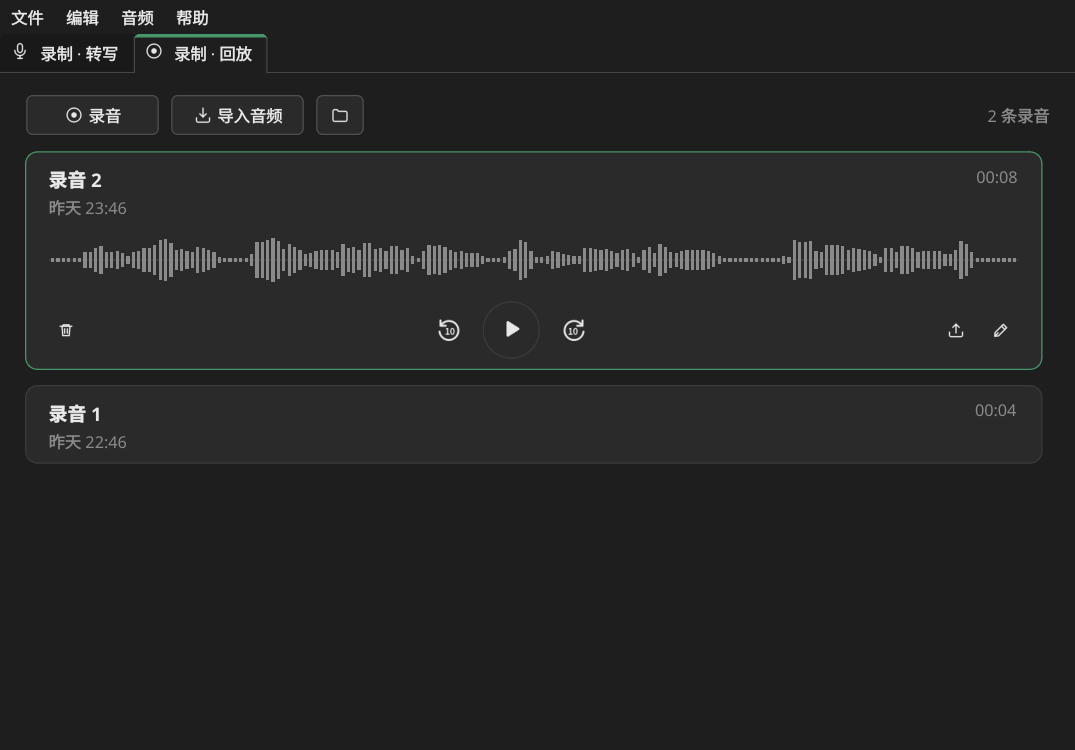 文件 编辑 音频 帮助
录制 · 转写 录制 · 回放
录音 导入音频 2 条录音
录音 2 00:08
昨天 23:46
10 10
录音 1 00:04
昨天 22:46